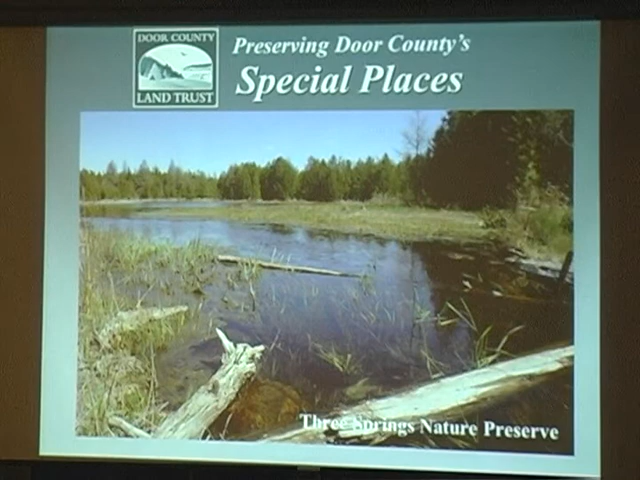 DOOR COUNTY
LAND TRUST
Preserving Door County's
Special Places
Three Springs Nature Preserve